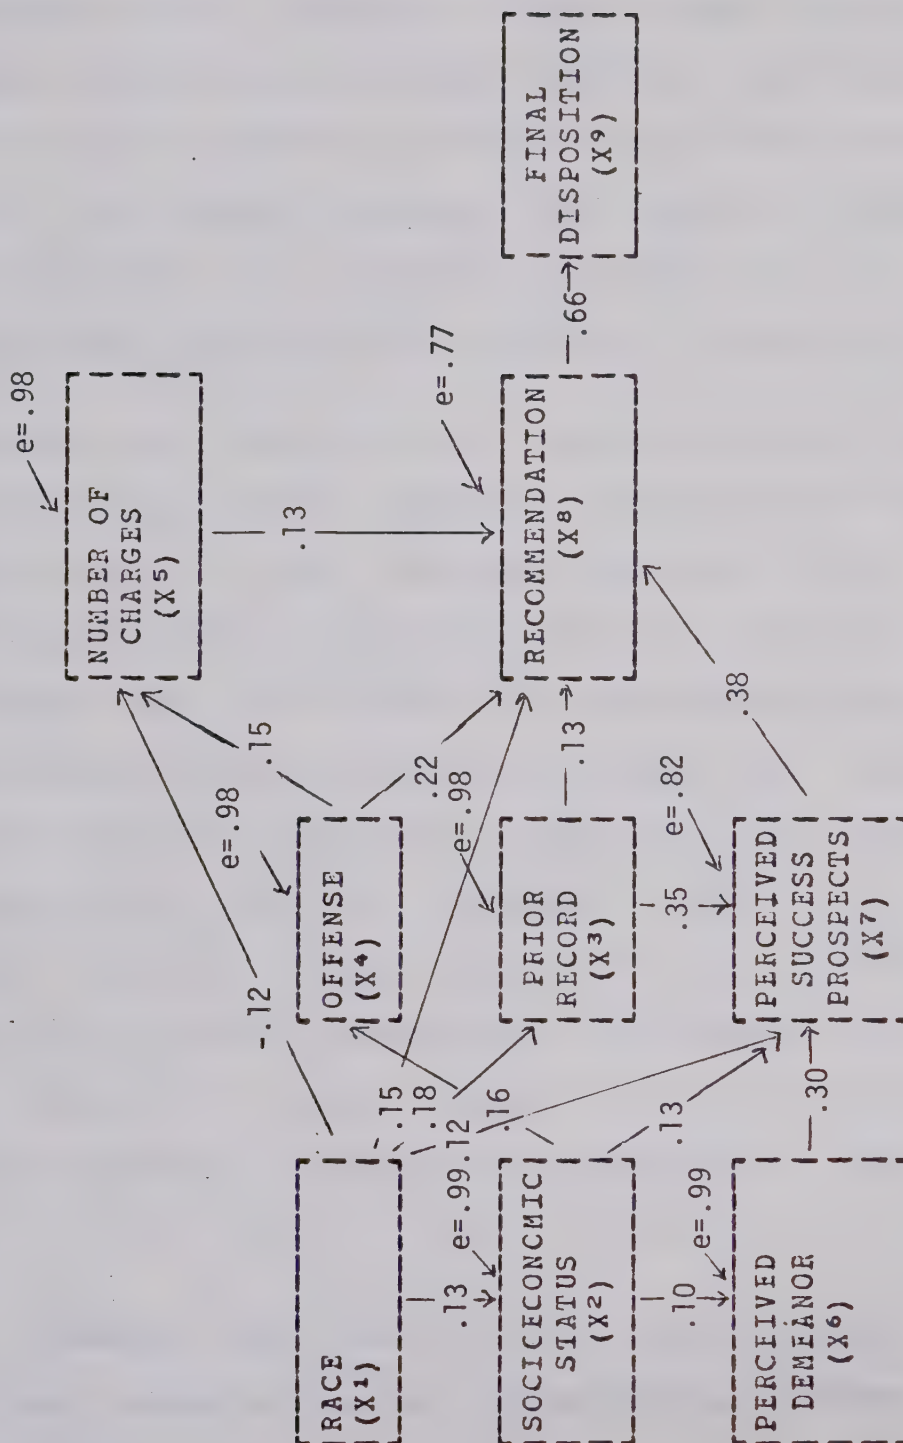 e=.98
NUMBER OF
CHARGES
(X⁵)
-.12
.15
.13
e=.98
RACE
(X¹)
OFFENSE
(X⁴)
.15
.18
.22
e=.77
.13
e=.99
.12
.16
e=.98
SOCICECONCMIC
STATUS
(X²)
PRIOR
RECORD
(X³)
.13
RECOMMENDATION
(X⁸)
.66
FINAL
DISPOSITION
(X⁹)
.10
e=.99
.13
.35
e=.82
.38
PERCEIVED
DEMEANOR
(X⁶)
.30
PERCEIVED
SUCCESS
PROSPECTS
(X⁷)